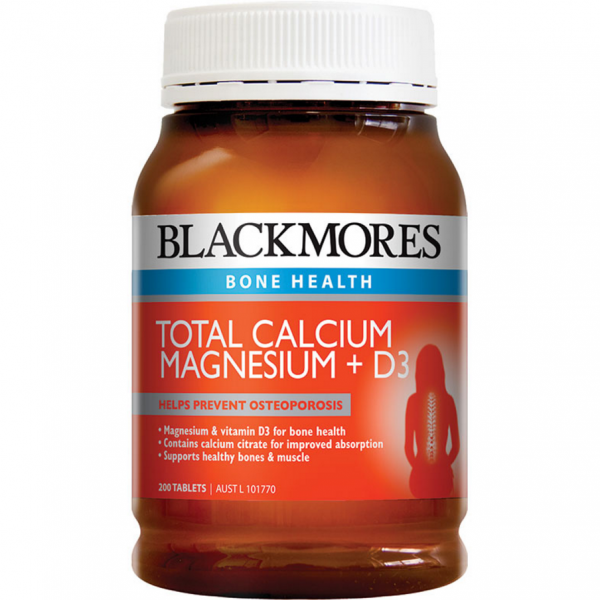 BLACKMORES
BONE HEALTH
TOTAL CALCIUM
MAGNESIUM + D3
HELPS PREVENT OSTEOPOROSIS
• Magnesium & vitamin D3 for bone health
• Contains calcium citrate for improved absorption
• Supports healthy bones & muscle
200 TABLETS | AUST L 101770